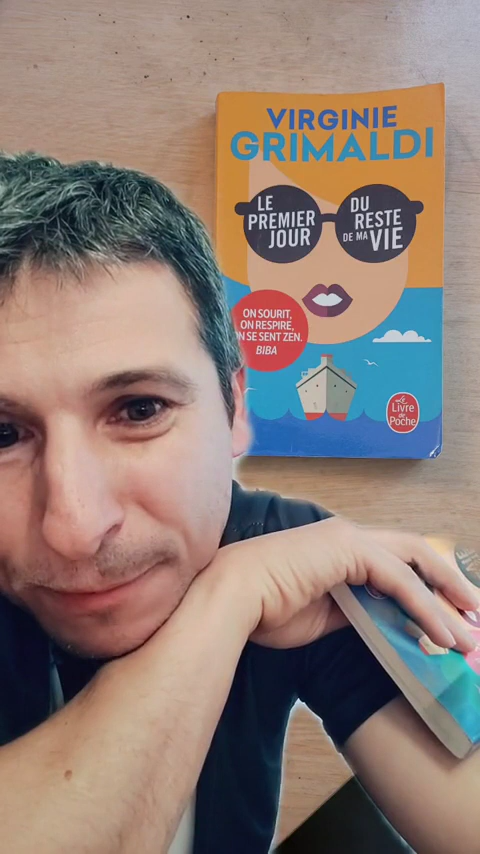 VIRGINIE
GRIMALDI
LE
PREMIER
JOUR
DU
RESTE
DE MA VIE
ON SOURIT,
ON RESPIRE,
ON SE SENT ZEN.
BIBA
Le
Livre
de
Poche